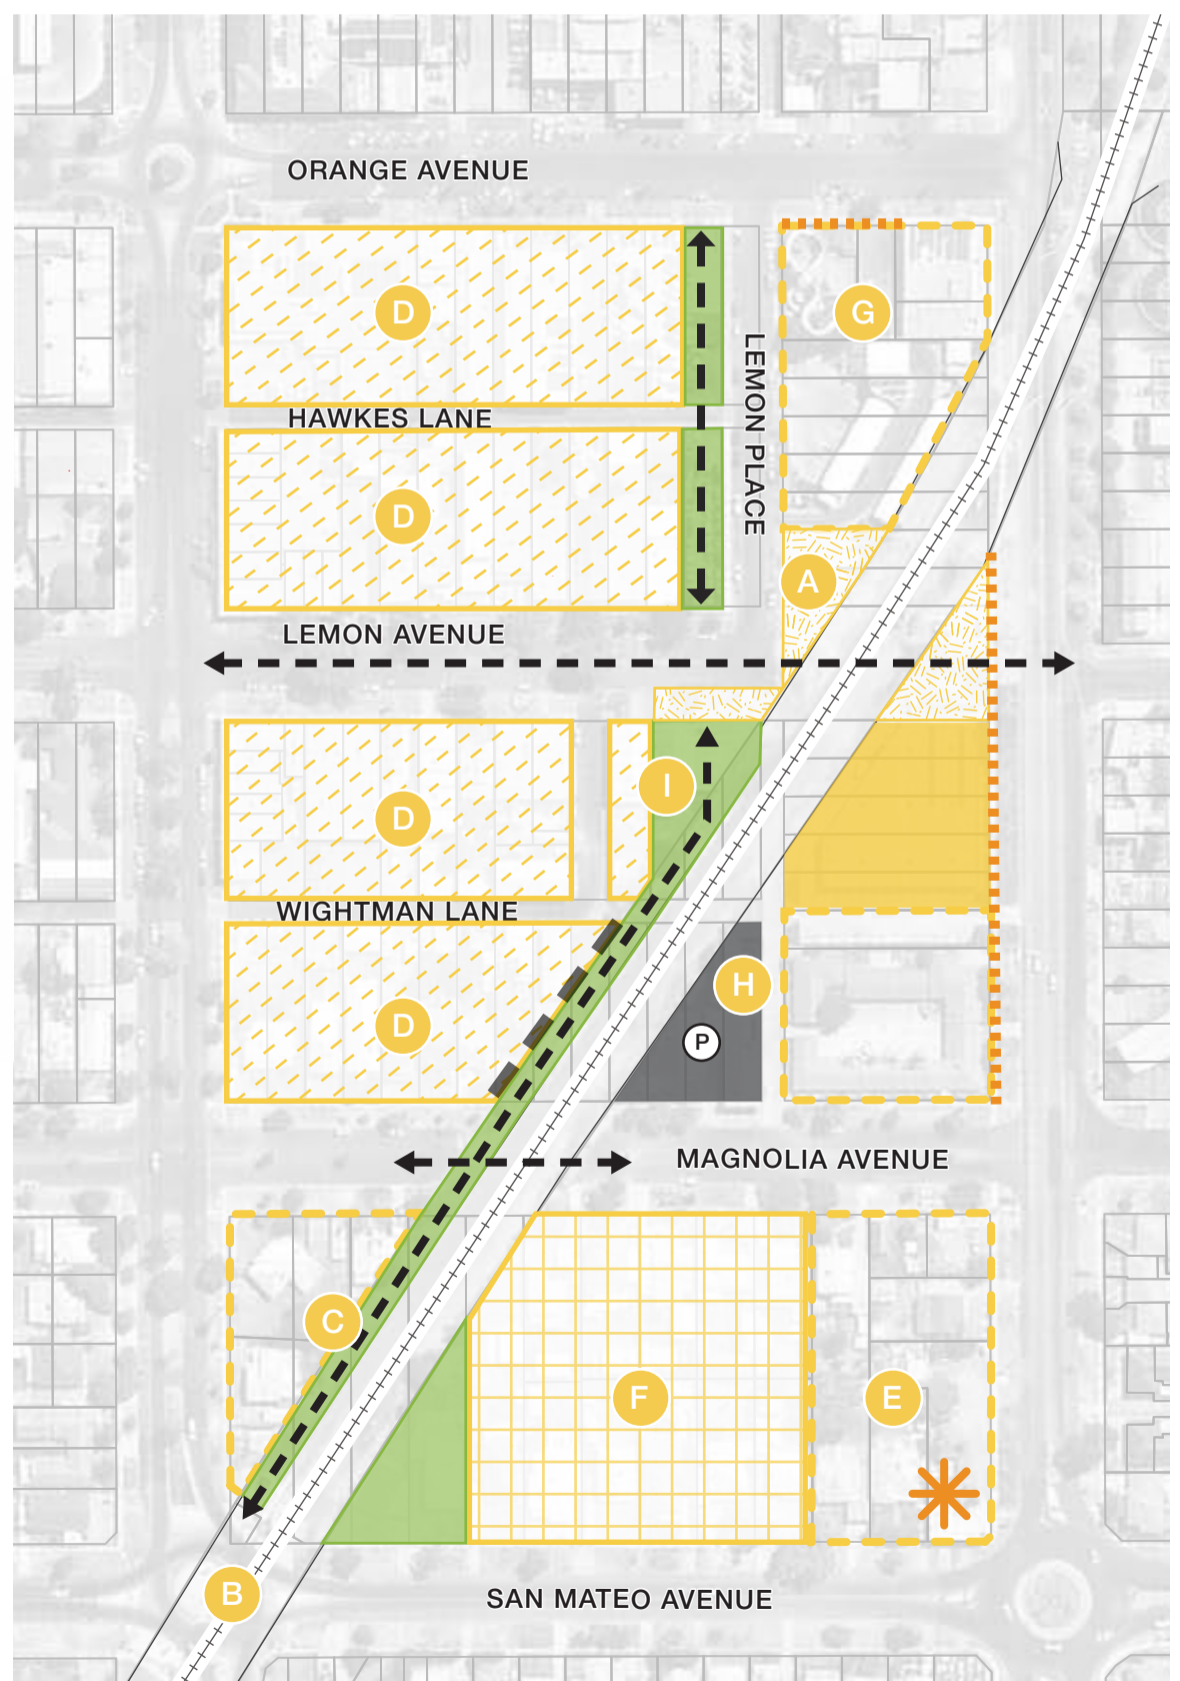 ORANGE AVENUE
D
G
HAWKES LANE
LEMON PLACE
D
A
LEMON AVENUE
I
D
WIGHTMAN LANE
H
D
P
MAGNOLIA AVENUE
C
F
E
B
SAN MATEO AVENUE